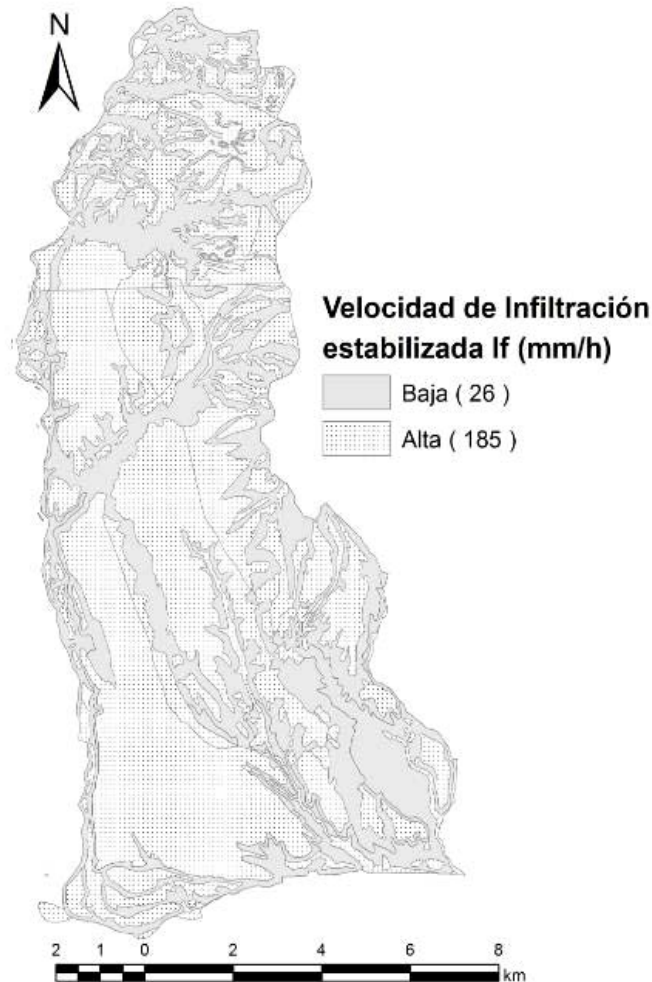 N
Velocidad de Infiltración
estabilizada If (mm/h)
Baja ( 26 )
Alta ( 185 )
2 1 0 2 4 6 8
km